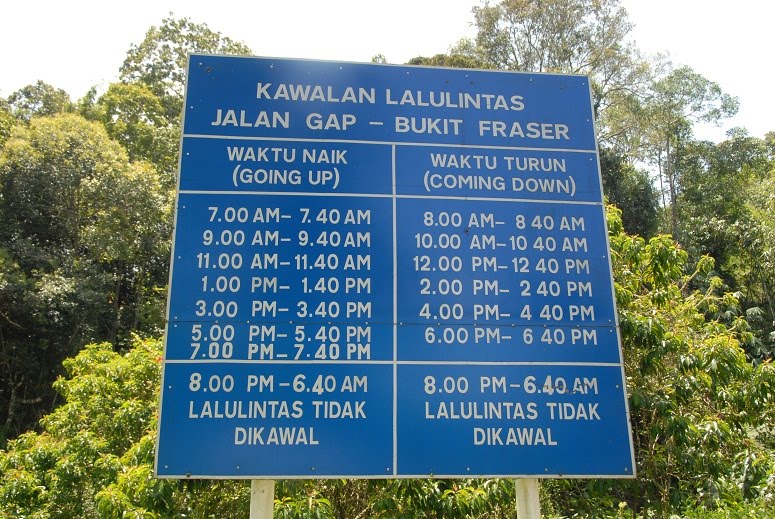 KAWALAN LALULINTAS
JALAN GAP – BUKIT FRASER
WAKTU NAIK
(GOING UP)
7.00 AM – 7.40 AM
9.00 AM – 9.40 AM
11.00 AM – 11.40 AM
1.00 PM – 1.40 PM
3.00 PM – 3.40 PM
5.00 PM – 5.40 PM
7.00 PM – 7.40 PM
8.00 PM – 6.40 AM
LALULINTAS TIDAK
DIKAWAL
WAKTU TURUN
(COMING DOWN)
8.00 AM – 8 40 AM
10.00 AM – 10 40 AM
12.00 PM – 12 40 PM
2.00 PM – 2 40 PM
4.00 PM – 4 40 PM
6.00 PM – 6 40 PM
8.00 PM – 6.40 AM
LALULINTAS TIDAK
DIKAWAL